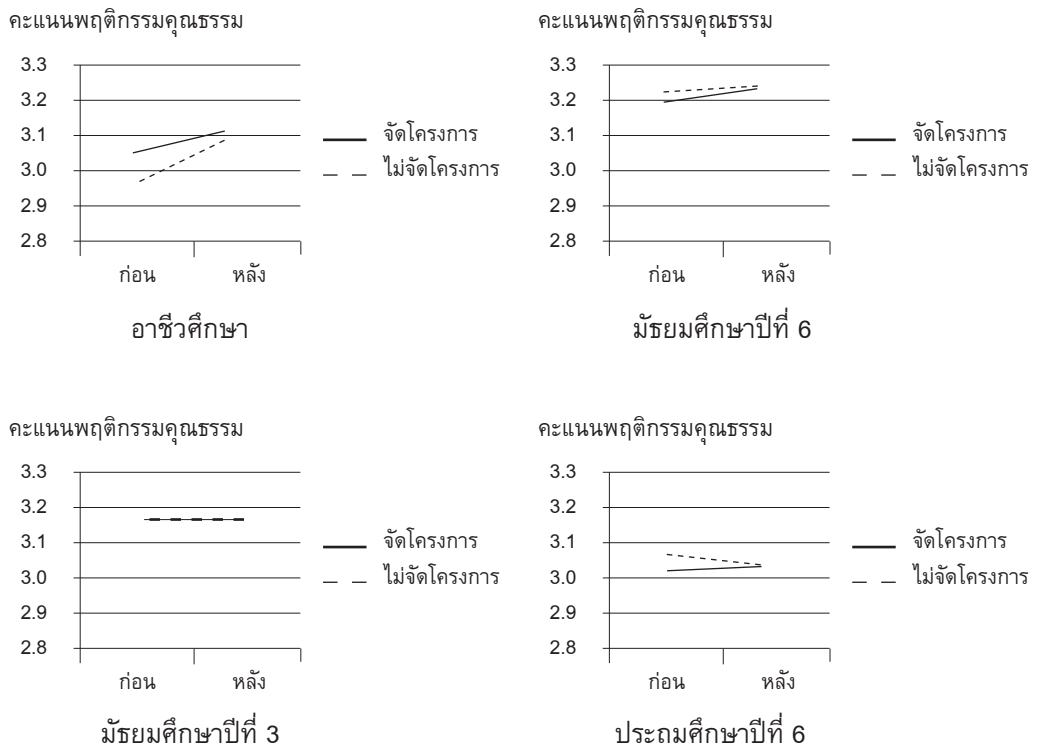 คะแนนพฤติกรรมคุณธรรม
3.3
3.2
3.1
3.0
2.9
2.8
จัดโครงการ
ไม่จัดโครงการ
ก่อน หลัง
อาชีวศึกษา
คะแนนพฤติกรรมคุณธรรม
3.3
3.2
3.1
3.0
2.9
2.8
จัดโครงการ
ไม่จัดโครงการ
ก่อน หลัง
มัธยมศึกษาปีที่ 6
คะแนนพฤติกรรมคุณธรรม
3.3
3.2
3.1
3.0
2.9
2.8
จัดโครงการ
ไม่จัดโครงการ
ก่อน หลัง
มัธยมศึกษาปีที่ 3
คะแนนพฤติกรรมคุณธรรม
3.3
3.2
3.1
3.0
2.9
2.8
จัดโครงการ
ไม่จัดโครงการ
ก่อน หลัง
ประถมศึกษาปีที่ 6